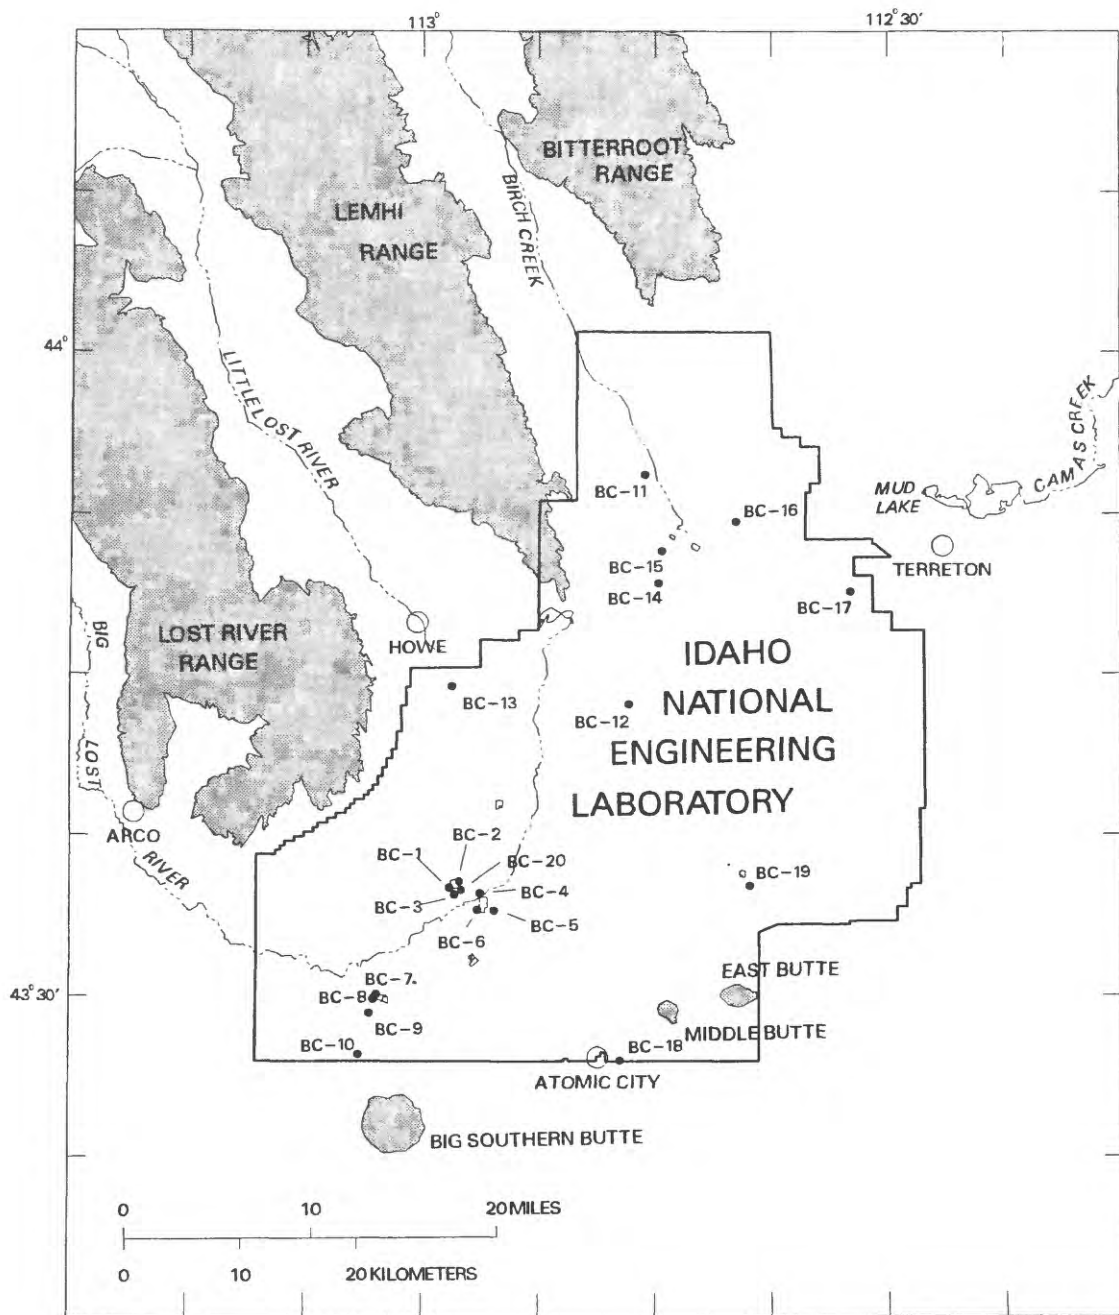 113°
112° 30'
BITTERROOT
RANGE
LEMHI
RANGE
BIRCH CREEK
44°
LITTLE LOST RIVER
CAMAS CREEK
MUD
LAKE
BC-11
BC-16
BC-15
BC-14
TERRETON
BC-17
BIG
LOST
RIVER
LOST RIVER
RANGE
HOWE
IDAHO
NATIONAL
ENGINEERING
LABORATORY
BC-13
BC-12
ARCO
BC-2
BC-1
BC-20
BC-4
BC-3
BC-5
BC-6
BC-19
EAST BUTTE
43°30'
BC-7
BC-8
BC-9
MIDDLE BUTTE
BC-10
BC-18
ATOMIC CITY
BIG SOUTHERN BUTTE
0 10 20 MILES
0 10 20 KILOMETERS